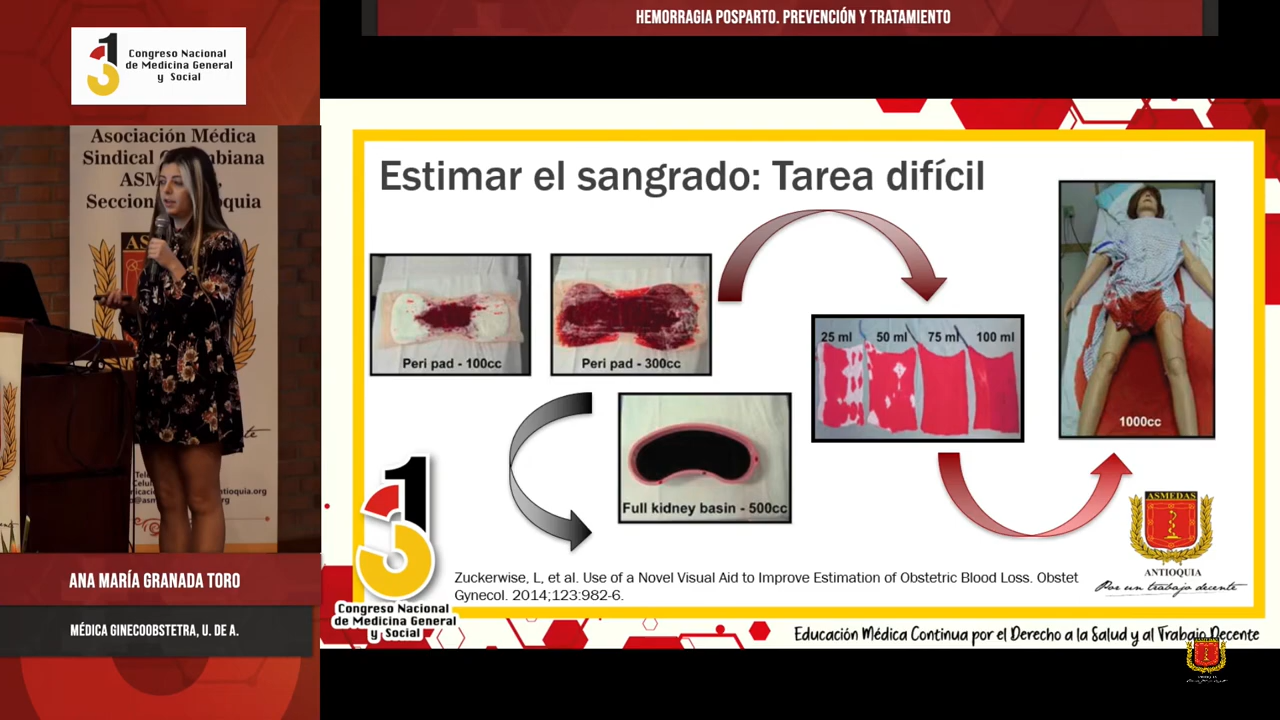 HEMORRAGIA POSPARTO. PREVENCIÓN Y TRATAMIENTO
Congreso Nacional
de Medicina General
y Social
Asociación Médica
Sindical
Seccion
Estimar el sangrado: Tarea difícil
Peri pad - 100cc
Peri pad - 300cc
25 ml
50 ml
75 ml
100 ml
1000cc
Full kidney basin - 500cc
ASMEDAS
ANTIOQUIA
Por un trabajo decente
Zuckerwise, L, et al. Use of a Novel Visual Aid to Improve Estimation of Obstetric Blood Loss. Obstet
Gynecol. 2014;123:982-6.
Congreso Nacional
de Medicina General
y Social
Educación Médica Continua por el Derecho a la Salud y al Trabajo Decente
ANA MARÍA GRANADA TORO
MÉDICA GINECOOBSTETRA, U. DE A.